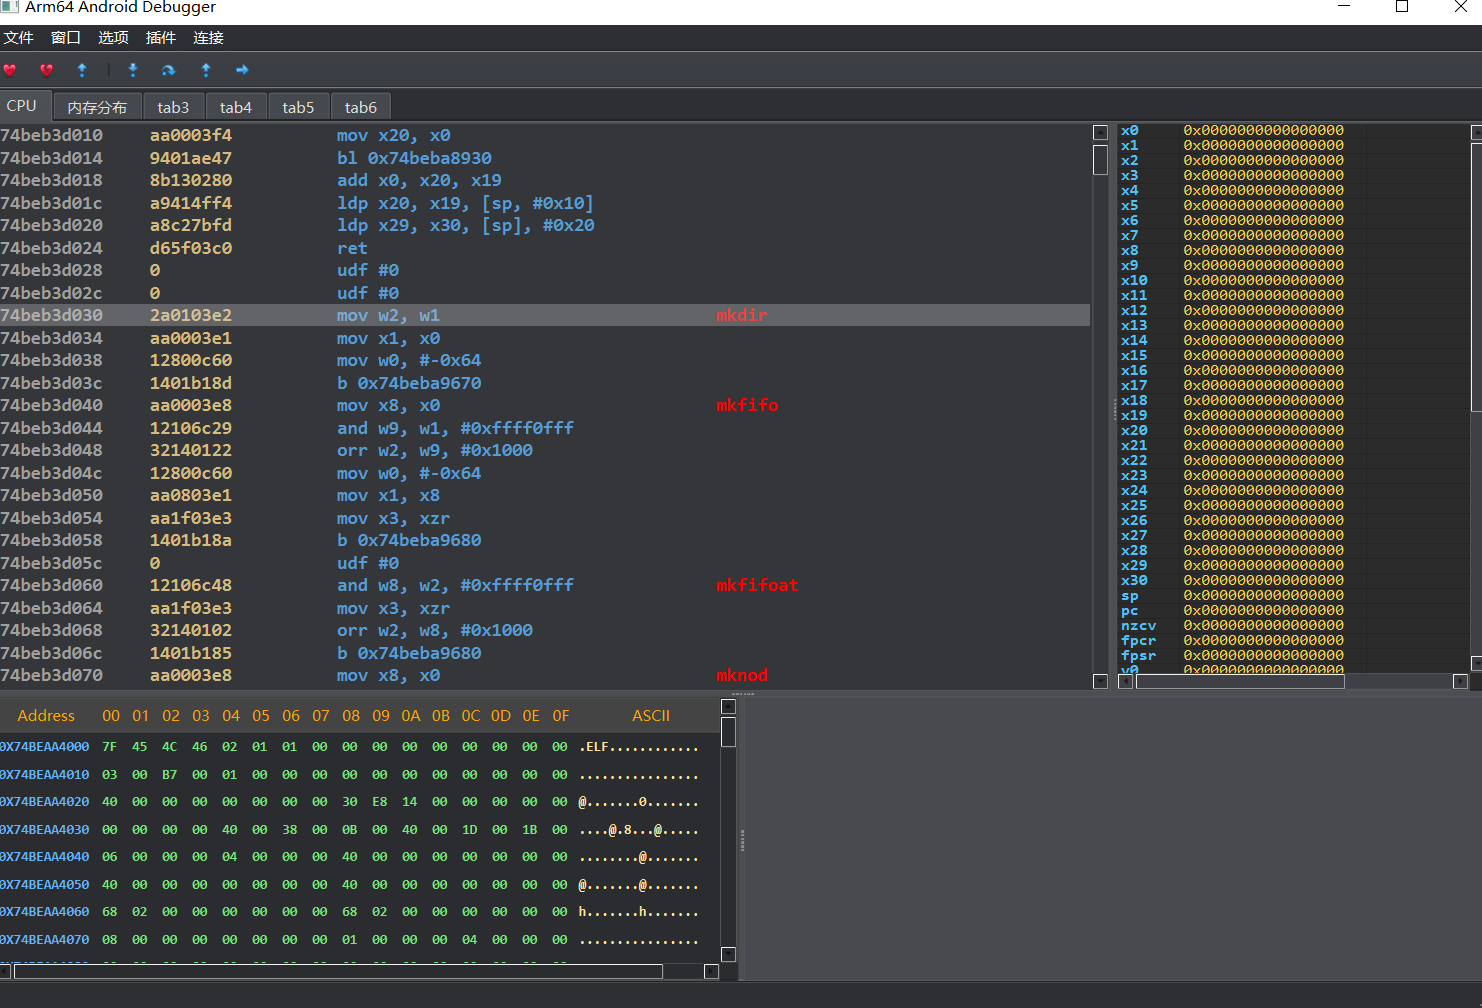 Arm64 Android Debugger
文件 窗口 选项 插件 连接
CPU 内存分布 tab3 tab4 tab5 tab6
74beb3d010 aa0003f4 mov x20, x0
74beb3d014 9401ae47 bl 0x74beba8930
74beb3d018 8b130280 add x0, x20, x19
74beb3d01c a9414ff4 ldp x20, x19, [sp, #0x10]
74beb3d020 a8c27bfd ldp x29, x30, [sp], #0x20
74beb3d024 d65f03c0 ret
74beb3d028 0 udf #0
74beb3d02c 0 udf #0
74beb3d030 2a0103e2 mov w2, w1 mkdir
74beb3d034 aa0003e1 mov x1, x0
74beb3d038 12800c60 mov w0, #-0x64
74beb3d03c 1401b18d b 0x74beba9670
74beb3d040 aa0003e8 mov x8, x0 mkfifo
74beb3d044 12106c29 and w9, w1, #0xffff0fff
74beb3d048 32140122 orr w2, w9, #0x1000
74beb3d04c 12800c60 mov w0, #-0x64
74beb3d050 aa0803e1 mov x1, x8
74beb3d054 aa1f03e3 mov x3, xzr
74beb3d058 1401b18a b 0x74beba9680
74beb3d05c 0 udf #0
74beb3d060 12106c48 and w8, w2, #0xffff0fff mkfifoat
74beb3d064 aa1f03e3 mov x3, xzr
74beb3d068 32140102 orr w2, w8, #0x1000
74beb3d06c 1401b185 b 0x74beba9680
74beb3d070 aa0003e8 mov x8, x0 mknod
x0 0x0000000000000000
x1 0x0000000000000000
x2 0x0000000000000000
x3 0x0000000000000000
x4 0x0000000000000000
x5 0x0000000000000000
x6 0x0000000000000000
x7 0x0000000000000000
x8 0x0000000000000000
x9 0x0000000000000000
x10 0x0000000000000000
x11 0x0000000000000000
x12 0x0000000000000000
x13 0x0000000000000000
x14 0x0000000000000000
x15 0x0000000000000000
x16 0x0000000000000000
x17 0x0000000000000000
x18 0x0000000000000000
x19 0x0000000000000000
x20 0x0000000000000000
x21 0x0000000000000000
x22 0x0000000000000000
x23 0x0000000000000000
x24 0x0000000000000000
x25 0x0000000000000000
x26 0x0000000000000000
x27 0x0000000000000000
x28 0x0000000000000000
x29 0x0000000000000000
x30 0x0000000000000000
sp 0x0000000000000000
pc 0x0000000000000000
nzcv 0x0000000000000000
fpcr 0x0000000000000000
fpsr 0x0000000000000000
v0 0x0000000000000000
Address 00 01 02 03 04 05 06 07 08 09 0A 0B 0C 0D 0E 0F ASCII
0X74BEAA4000 7F 45 4C 46 02 01 01 00 00 00 00 00 00 00 00 00 .ELF............
0X74BEAA4010 03 00 B7 00 01 00 00 00 00 00 00 00 00 00 00 00 ................
0X74BEAA4020 40 00 00 00 00 00 00 00 30 E8 14 00 00 00 00 00 @.......0.......
0X74BEAA4030 00 00 00 00 40 00 38 00 0B 00 40 00 1D 00 1B 00 ....@.8...@.....
0X74BEAA4040 06 00 00 00 04 00 00 00 40 00 00 00 00 00 00 00 ........@.......
0X74BEAA4050 40 00 00 00 00 00 00 00 40 00 00 00 00 00 00 00 @.......@.......
0X74BEAA4060 68 02 00 00 00 00 00 00 68 02 00 00 00 00 00 00 h.......h.......
0X74BEAA4070 08 00 00 00 00 00 00 00 01 00 00 00 04 00 00 00 ................